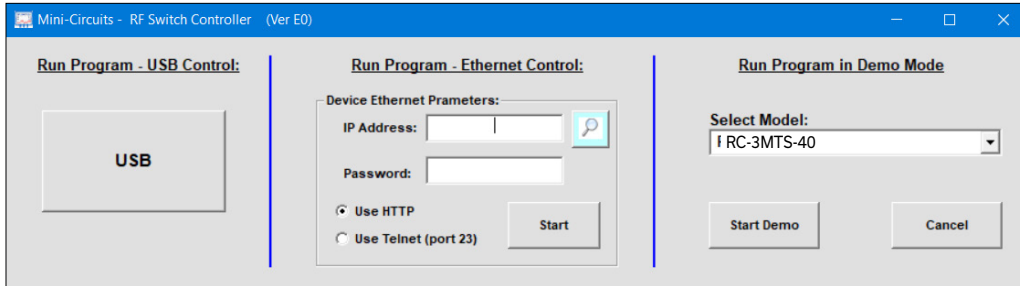 Mini-Circuits - RF Switch Controller (Ver E0)
Run Program - USB Control:
USB
Run Program - Ethernet Control:
Device Ethernet Prameters:
IP Address:
Password:
Use HTTP
Use Telnet (port 23)
Start
Run Program in Demo Mode
Select Model:
RC-3MTS-40
Start Demo
Cancel